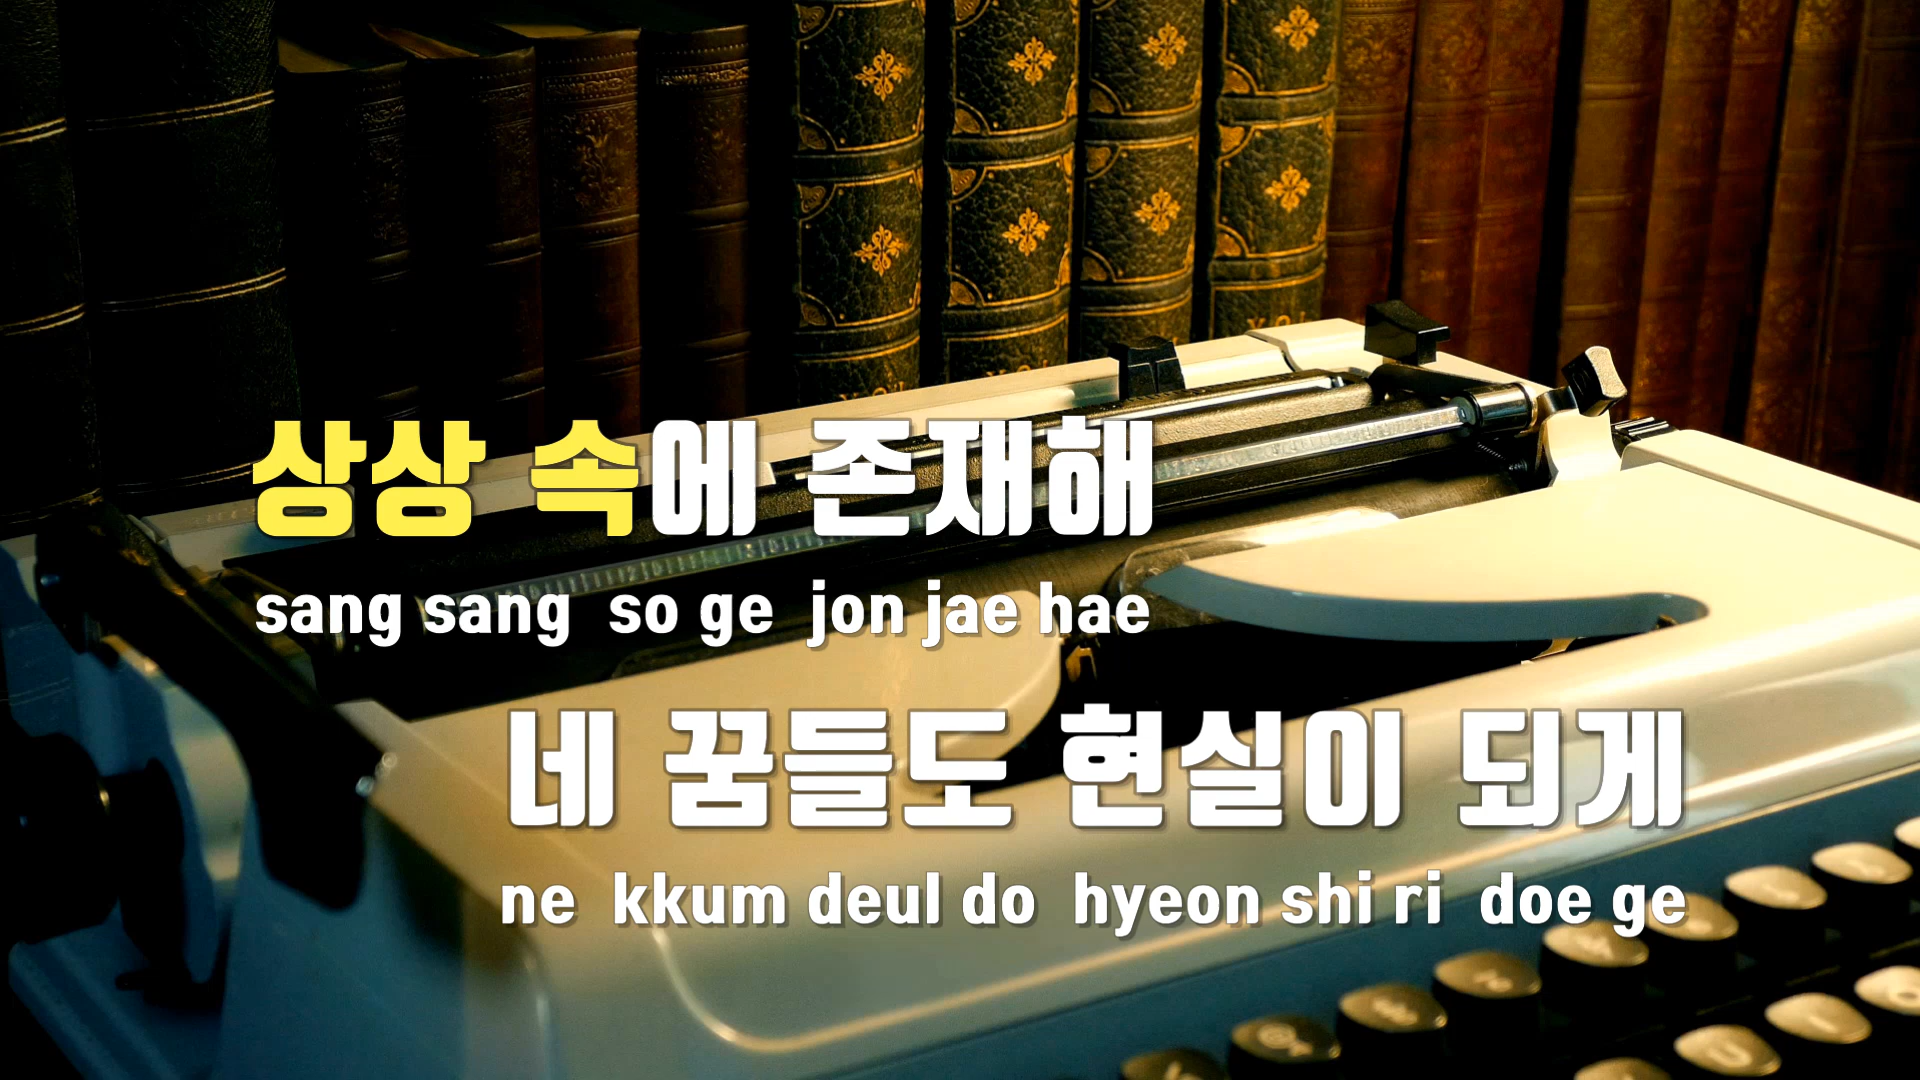 상상 속에 존재해
sang sang so ge jon jae hae
네 꿈들도 현실이 되게
ne kkum deul do hyeon shi ri doe ge